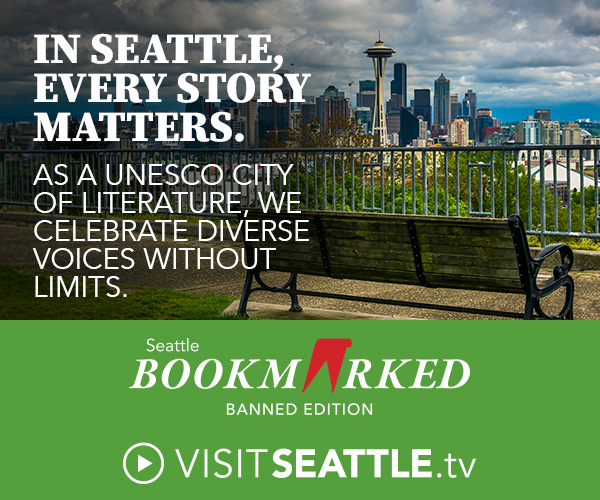 IN SEATTLE,
EVERY STORY
MATTERS.
AS A UNESCO CITY
OF LITERATURE, WE
CELEBRATE DIVERSE
VOICES WITHOUT
LIMITS.
Seattle
BOOKMARKED
BANNED EDITION
VISITSEATTLE.tv